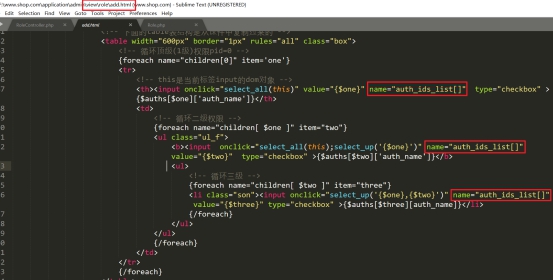 \www.shop.com\application\admin\view\role\add.html (www.shop.com) - Sublime Text (UNREGISTERED)
Edit Selection Find View Goto Tools Project Preferences Help
RoleController.php add.html Role.php
<table width="600px" border="1px" rules="all" class="box">
<!-- 循环顶级(1级)权限pid=0 -->
{foreach name="children[0]" item='one'}
<tr>
<!-- this是当前标签input的dom对象 -->
<th><input onclick="select_all(this)" value="{$one}" name="auth_ids_list[]" type="checkbox" >
{$auths[$one]['auth_name']}</th>
<td>
<!-- 循环二级权限 -->
{foreach name="children[ $one ]" item="two"}
<ul class="ul_f">
<b><input onclick="select_all(this);select_up('{$one}')" name="auth_ids_list[]"
value="{$two}" type="checkbox" >{$auths[$two]['auth_name']}</b>
<ul>
<!-- 循环三级 -->
{foreach name="children[ $two ]" item="three"}
<li class="son"><input onclick="select_up('{$one},{$two}')" name="auth_ids_list[]"
value="{$three}" type="checkbox" >{$auths[$three][auth_name]}</li>
{/foreach}
</ul>
</ul>
{/foreach}
</td>
</tr>
{/foreach}